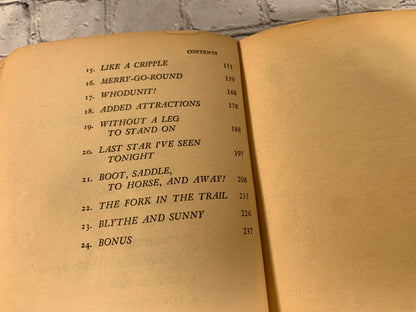 CONTENTS
15. LIKE A CRIPPLE 151
16. MERRY-GO-ROUND 159
17. WHODUNIT! 168
18. ADDED ATTRACTIONS 178
19. WITHOUT A LEG
TO STAND ON 188
20. LAST STAR I'VE SEEN
TONIGHT 197
21. BOOT, SADDLE,
TO HORSE, AND AWAY! 206
22. THE FORK IN THE TRAIL 215
23. BLYTHE AND SUNNY 226
24. BONUS 237